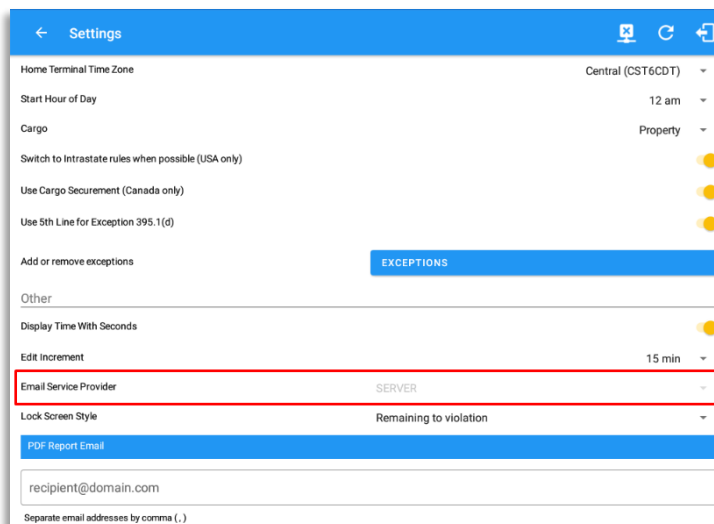 Settings
Home Terminal Time Zone Central (CST6CDT)
Start Hour of Day 12 am
Cargo Property
Switch to Intrastate rules when possible (USA only)
Use Cargo Securement (Canada only)
Use 5th Line for Exception 395.1(d)
Add or remove exceptions EXCEPTIONS
Other
Display Time With Seconds
Edit Increment 15 min
Email Service Provider SERVER
Lock Screen Style Remaining to violation
PDF Report Email
recipient@domain.com
Separate email addresses by comma (,)